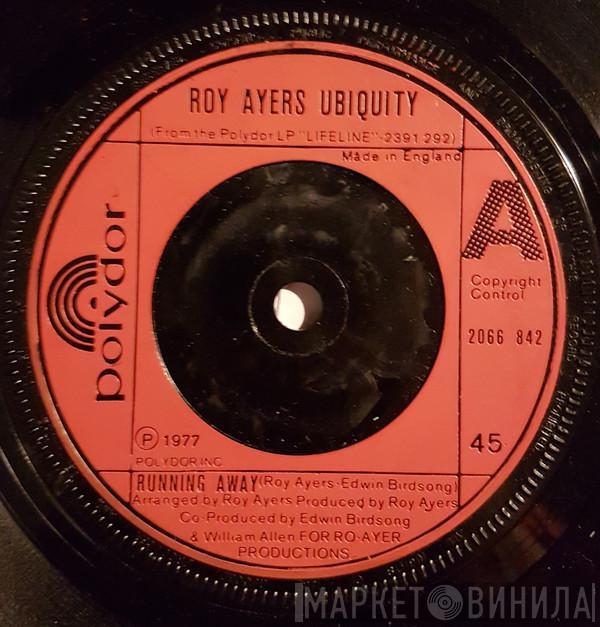 ROY AYERS UBIQUITY
(From the Polydor LP "LIFELINE"-2391 292)
Made in England
A
polydor
Copyright
Control
2066 842
Ⓟ 1977
POLYDOR INC
45
RUNNING AWAY (Roy Ayers-Edwin Birdsong)
Arranged by Roy Ayers Produced by Roy Ayers
Co-Produced by Edwin Birdsong
& William Allen FOR RO-AYER
PRODUCTIONS
МАРКЕТ ВИНИЛА